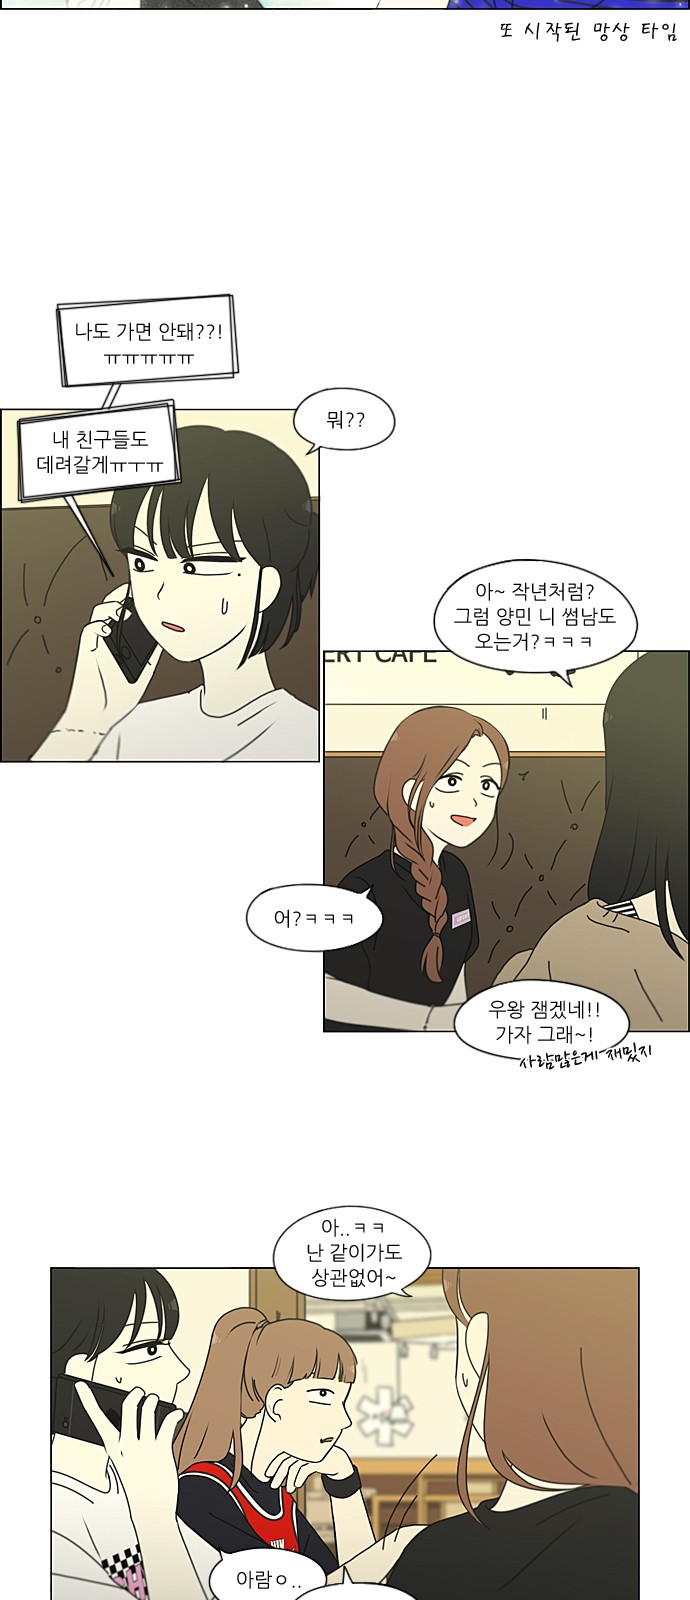 또 시작된 망상 타임
나도 가면 안돼??!
ㅠㅠㅠㅠㅠ
내 친구들도
데려갈게ㅠㅜㅠ
뭐??
아~ 작년처럼?
그럼 양민 니 썸남도
오는거?ㅋㅋㅋ
ERT CAFE
어?ㅋㅋㅋ
우왕 잼겠네!!
가자 그래~!
사람많은게 재밌지
아..ㅋㅋ
난 같이가도
상관없어~
아람ㅇ..